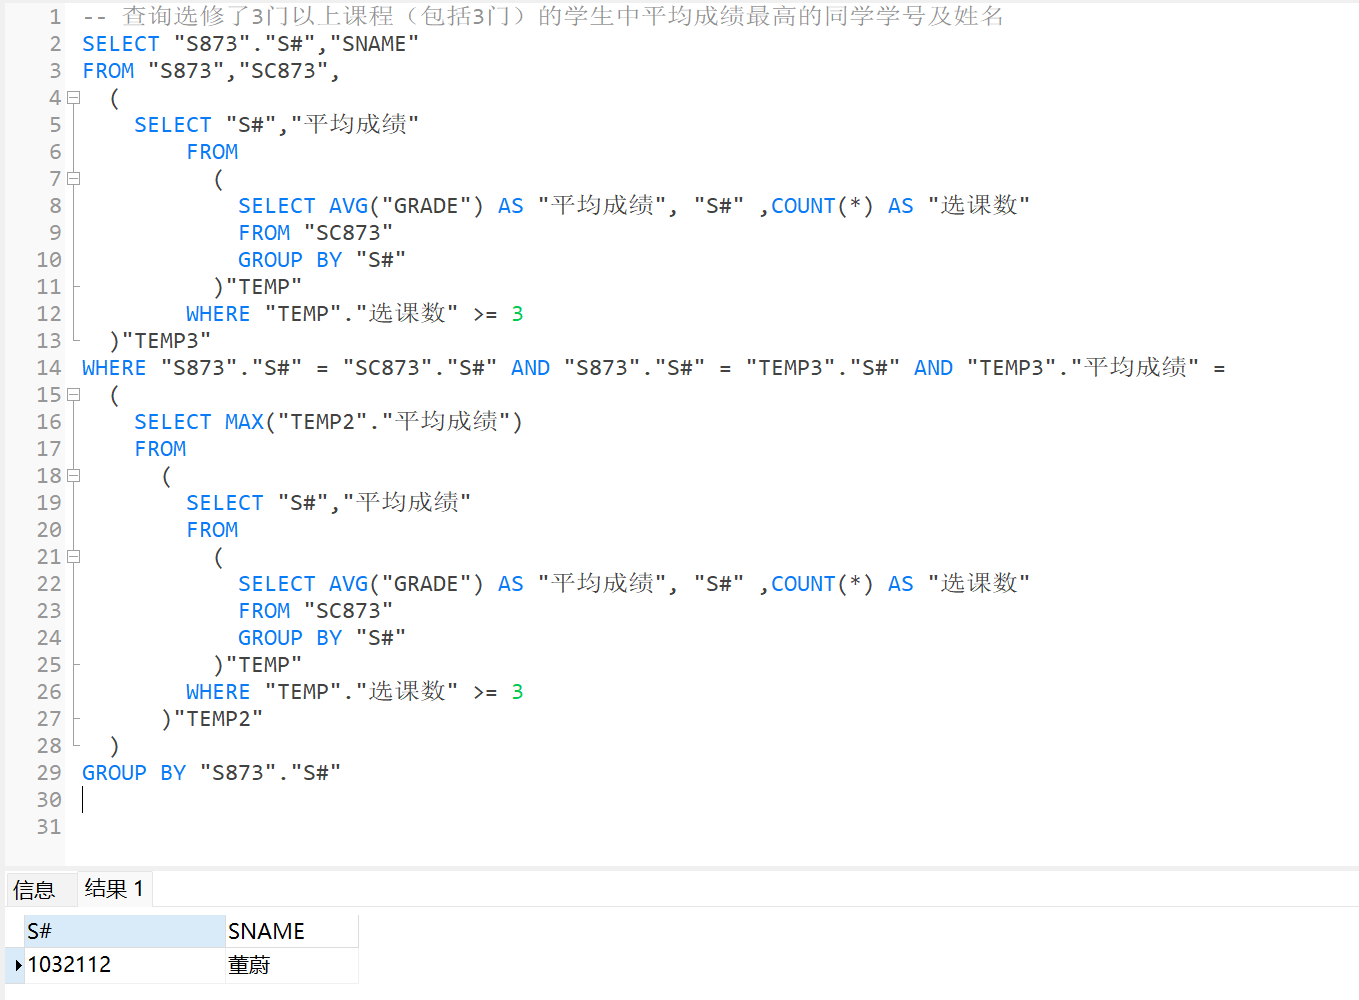 1 -- 查询选修了3门以上课程（包括3门）的学生中平均成绩最高的同学学号及姓名
2 SELECT "S873"."S#","SNAME"
3 FROM "S873","SC873",
4 (
5 SELECT "S#","平均成绩"
6 FROM
7 (
8 SELECT AVG("GRADE") AS "平均成绩", "S#" ,COUNT(*) AS "选课数"
9 FROM "SC873"
10 GROUP BY "S#"
11 )"TEMP"
12 WHERE "TEMP"."选课数" >= 3
13 )"TEMP3"
14 WHERE "S873"."S#" = "SC873"."S#" AND "S873"."S#" = "TEMP3"."S#" AND "TEMP3"."平均成绩" =
15 (
16 SELECT MAX("TEMP2"."平均成绩")
17 FROM
18 (
19 SELECT "S#","平均成绩"
20 FROM
21 (
22 SELECT AVG("GRADE") AS "平均成绩", "S#" ,COUNT(*) AS "选课数"
23 FROM "SC873"
24 GROUP BY "S#"
25 )"TEMP"
26 WHERE "TEMP"."选课数" >= 3
27 )"TEMP2"
28 )
29 GROUP BY "S873"."S#"
30
31
信息 结果 1
S# SNAME
1032112 董蔚